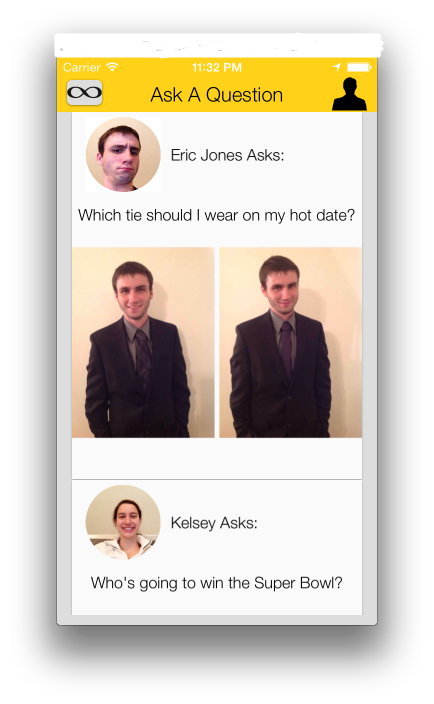 Carrier 11:32 PM
Ask A Question
Eric Jones Asks:
Which tie should I wear on my hot date?
Kelsey Asks:
Who's going to win the Super Bowl?